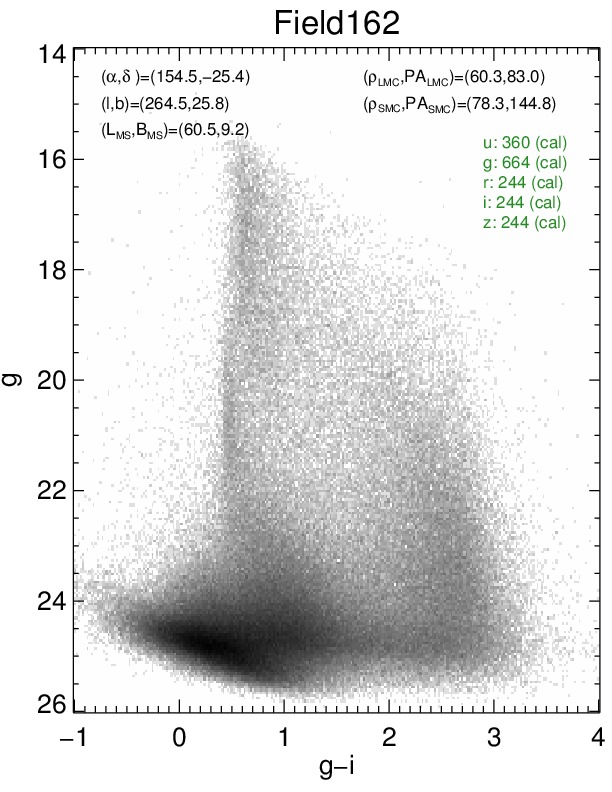 Field162
(α,δ )=(154.5,−25.4)
(ρLMC,PALMC)=(60.3,83.0)
(l,b)=(264.5,25.8)
(ρSMC,PASMC)=(78.3,144.8)
(LMS,BMS)=(60.5,9.2)
u: 360 (cal)
g: 664 (cal)
r: 244 (cal)
i: 244 (cal)
z: 244 (cal)
14
16
18
20
22
24
26
g
−1 0 1 2 3 4
g−i